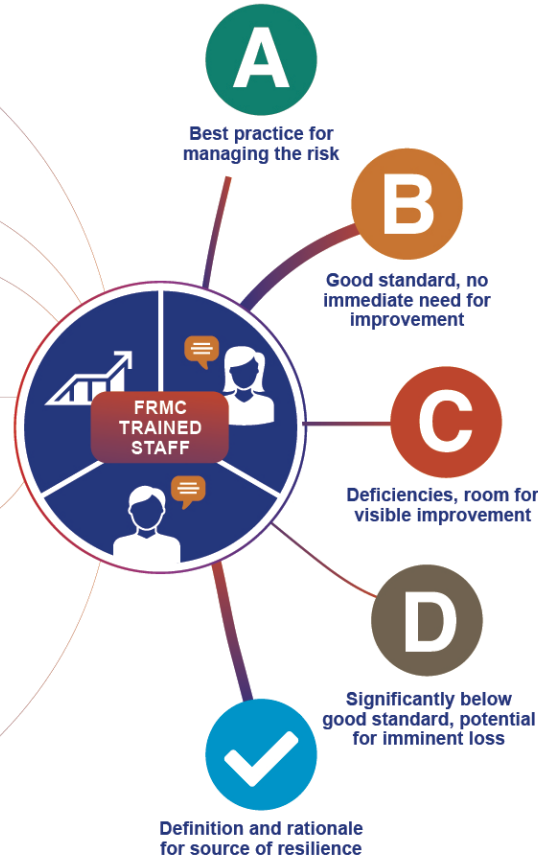 A
Best practice for
managing the risk
B
Good standard, no
immediate need for
improvement
FRMC
TRAINED
STAFF
C
Deficiencies, room for
visible improvement
D
Significantly below
good standard, potential
for imminent loss
Definition and rationale
for source of resilience